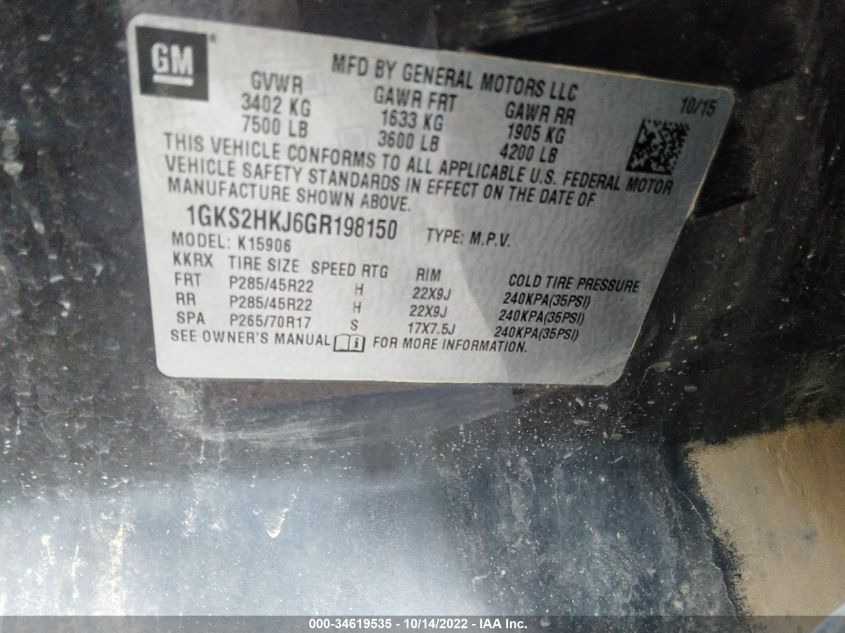 GM
MFD BY GENERAL MOTORS LLC
10/15
GVWR GAWR FRT GAWR RR
3402 KG 1633 KG 1905 KG
7500 LB 3600 LB 4200 LB
THIS VEHICLE CONFORMS TO ALL APPLICABLE U.S. FEDERAL MOTOR
VEHICLE SAFETY STANDARDS IN EFFECT ON THE DATE OF
MANUFACTURE SHOWN ABOVE.
1GKS2HKJ6GR198150 TYPE: M.P.V.
MODEL: K15906
KKRX TIRE SIZE SPEED RTG RIM COLD TIRE PRESSURE
FRT P285/45R22 H 22X9J 240KPA(35PSI)
RR P285/45R22 H 22X9J 240KPA(35PSI)
SPA P265/70R17 S 17X7.5J 240KPA(35PSI)
SEE OWNER'S MANUAL FOR MORE INFORMATION.
000-34619535 - 10/14/2022 - IAA Inc.